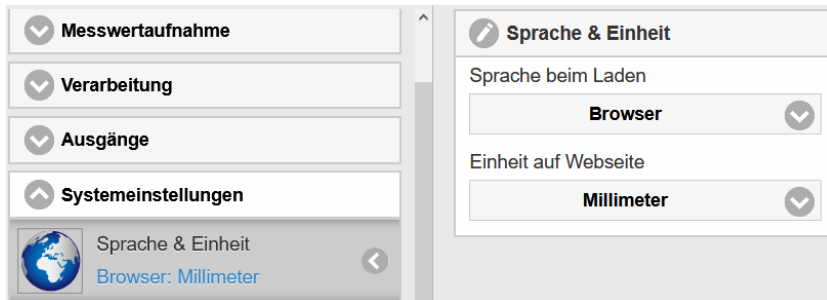 Messwertaufnahme
Verarbeitung
Ausgänge
Systemeinstellungen
Sprache & Einheit
Browser: Millimeter
Sprache & Einheit
Sprache beim Laden
Browser
Einheit auf Webseite
Millimeter